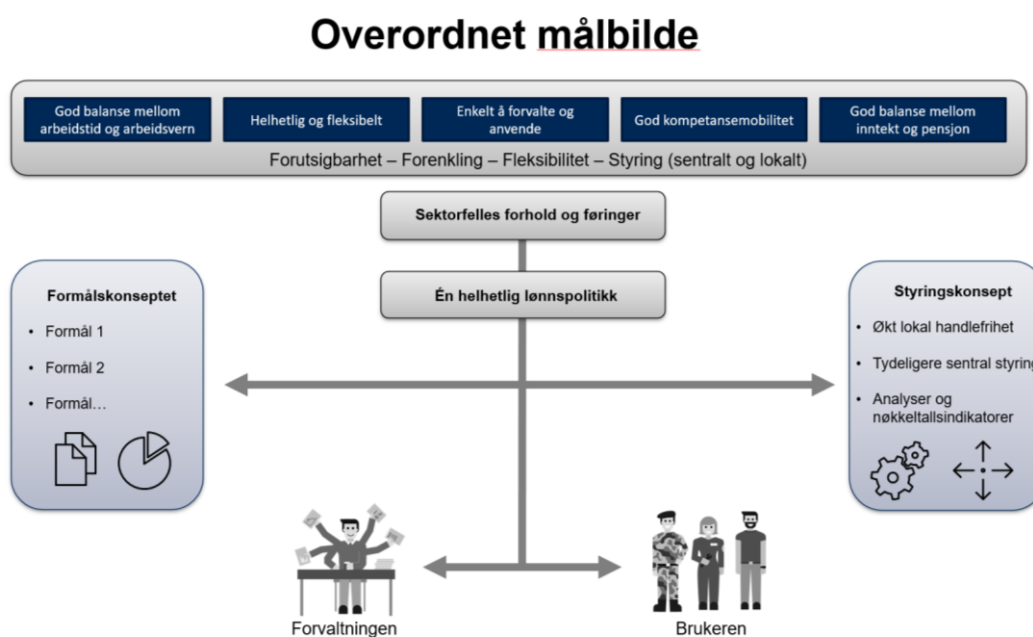 Overordnet målbilde
God balanse mellom
arbeidstid og arbeidsvern
Helhetlig og fleksibelt
Enkelt å forvalte og
anvende
God kompetansemobilitet
God balanse mellom
inntekt og pensjon
Forutsigbarhet – Forenkling – Fleksibilitet – Styring (sentralt og lokalt)
Sektorfelles forhold og føringer
Én helhetlig lønnspolitikk
Formålskonseptet
• Formål 1
• Formål 2
• Formål…
Styringskonsept
• Økt lokal handlefrihet
• Tydeligere sentral styring
• Analyser og
nøkkeltallsindikatorer
Forvaltningen
Brukeren